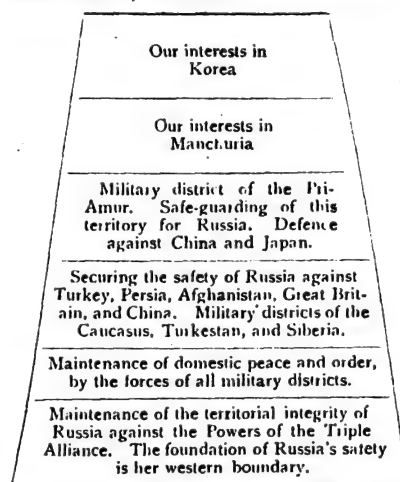 Our interests in
Korea
Our interests in
Manchuria
Military district of the Pri-
Amur. Safe-guarding of this
territory for Russia. Defence
against China and Japan.
Securing the safety of Russia against
Turkey, Persia, Afghanistan, Great Brit-
ain, and China. Military districts of the
Caucasus, Turkestan, and Siberia.
Maintenance of domestic peace and order,
by the forces of all military districts.
Maintenance of the territorial integrity of
Russia against the Powers of the Triple
Alliance. The foundation of Russia's safety
is her western boundary.